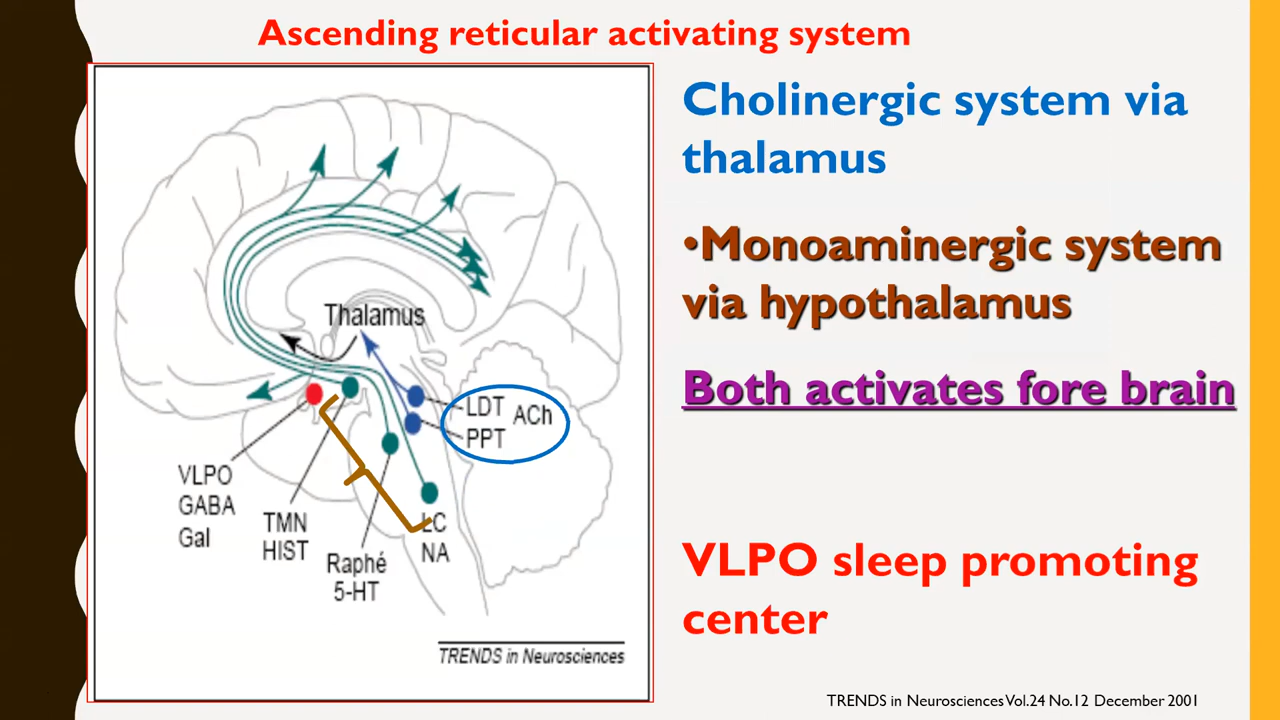 Ascending reticular activating system
Thalamus
LDT
ACh
PPT
VLPO
GABA
Gal
TMN
HIST
Raphé
5-HT
LC
NA
TRENDS in Neurosciences
Cholinergic system via
thalamus
•Monoaminergic system
via hypothalamus
Both activates fore brain
VLPO sleep promoting
center
TRENDS in Neurosciences Vol.24 No.12 December 2001